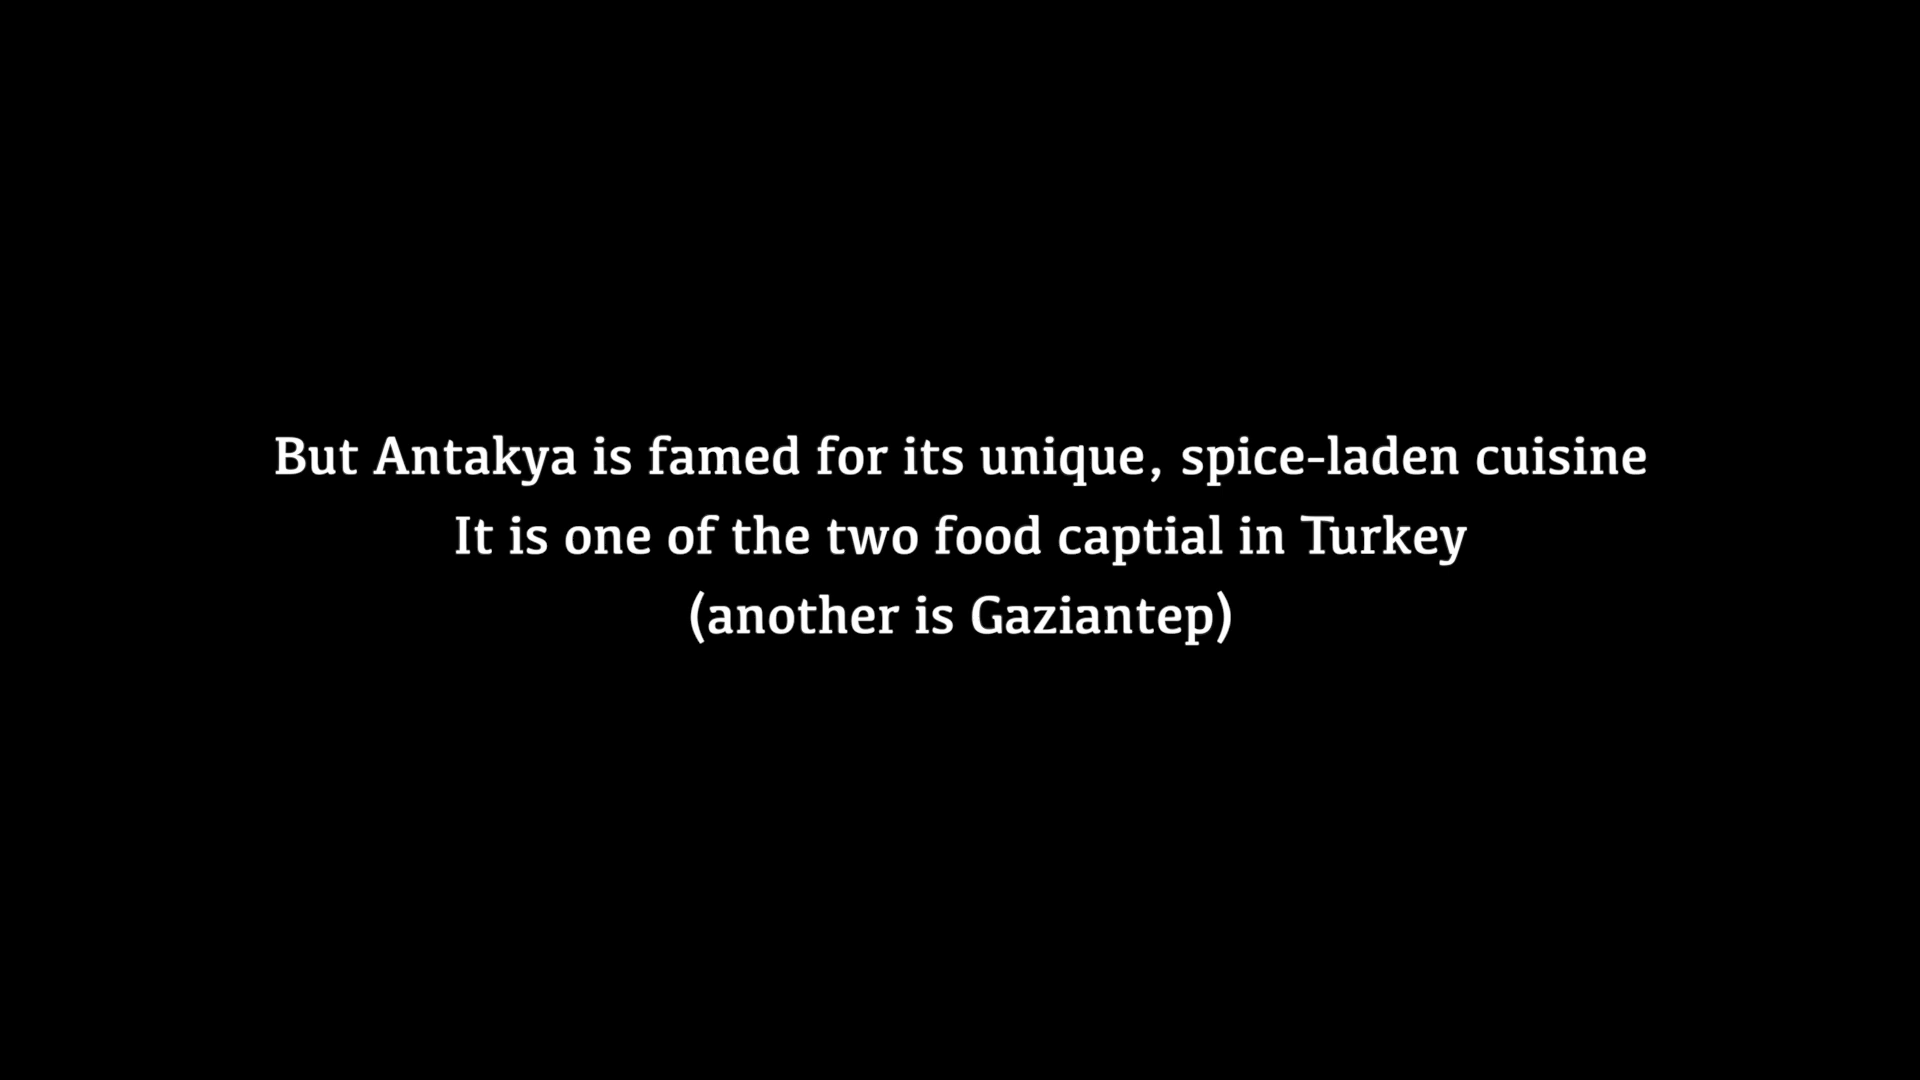 But Antakya is famed for its unique, spice-laden cuisine
It is one of the two food captial in Turkey
(another is Gaziantep)